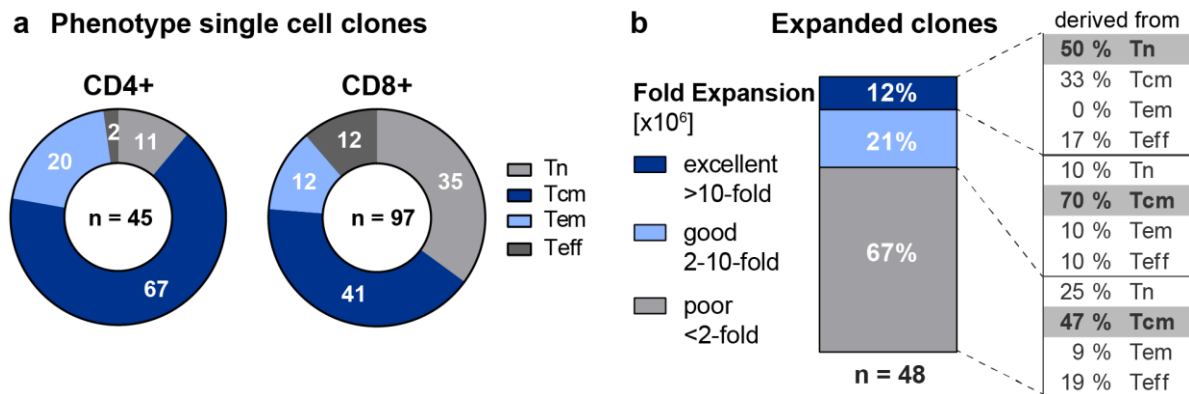 a Phenotype single cell clones
CD4+
CD8+
2
11
20
67
n = 45
12
35
12
41
n = 97
Tn
Tcm
Tem
Teff
b Expanded clones
Fold Expansion
[x10⁶]
excellent
>10-fold
good
2-10-fold
poor
<2-fold
12%
21%
67%
n = 48
derived from
50 % Tn
33 % Tcm
0 % Tem
17 % Teff
10 % Tn
70 % Tcm
10 % Tem
10 % Teff
25 % Tn
47 % Tcm
9 % Tem
19 % Teff